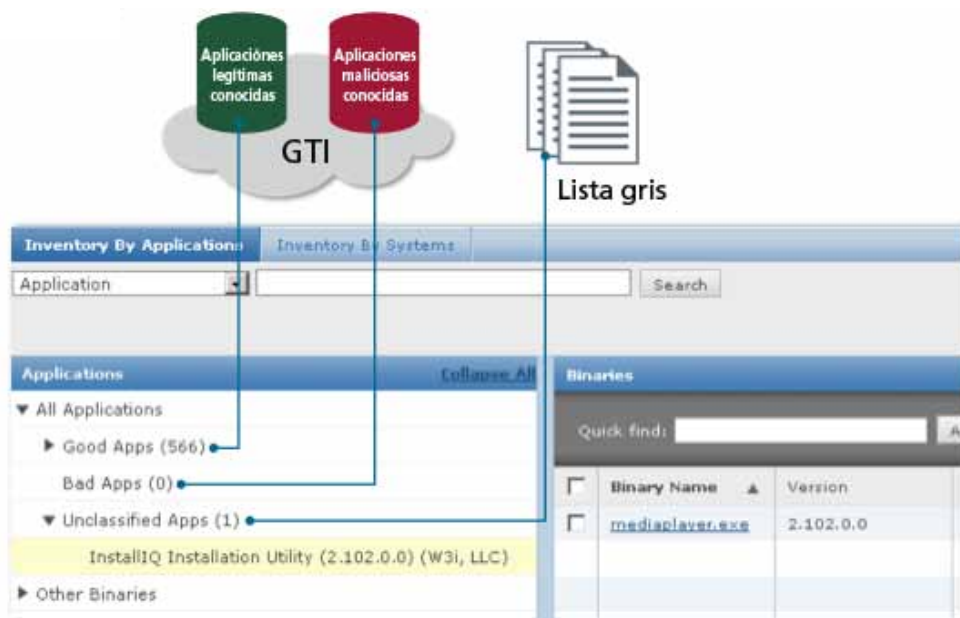 Aplicaciónes
legítimas
conocidas
Aplicaciones
maliciosas
conocidas
GTI
Lista gris
Inventory By Applications
Inventory By Systems
Application
Search
Applications
Collapse All
Binaries
All Applications
Good Apps (566)
Bad Apps (0)
Unclassified Apps (1)
InstallIQ Installation Utility (2.102.0.0) (W3i, LLC)
Other Binaries
Quick find:
A
Binary Name
Version
mediaplayer.exe
2.102.0.0